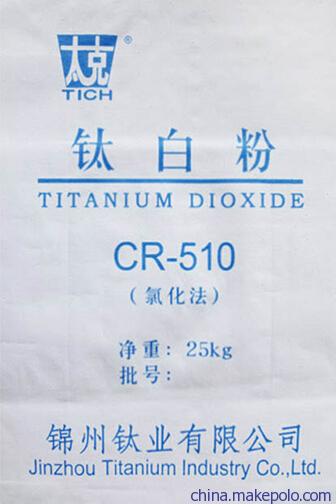 太克
TICH
®
钛白粉
TITANIUM DIOXIDE
CR-510
(氯化法)
净重: 25kg
批号:
锦州钛业有限公司
Jinzhou Titanium Industry Co.,Ltd.
china.makepolo.com